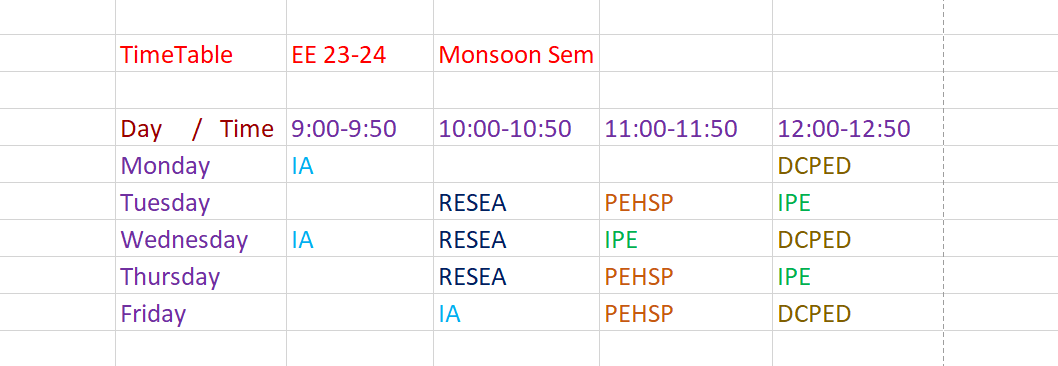 TimeTable EE 23-24 Monsoon Sem
Day / Time 9:00-9:50 10:00-10:50 11:00-11:50 12:00-12:50
Monday IA DCPED
Tuesday RESEA PEHSP IPE
Wednesday IA RESEA IPE DCPED
Thursday RESEA PEHSP IPE
Friday IA PEHSP DCPED